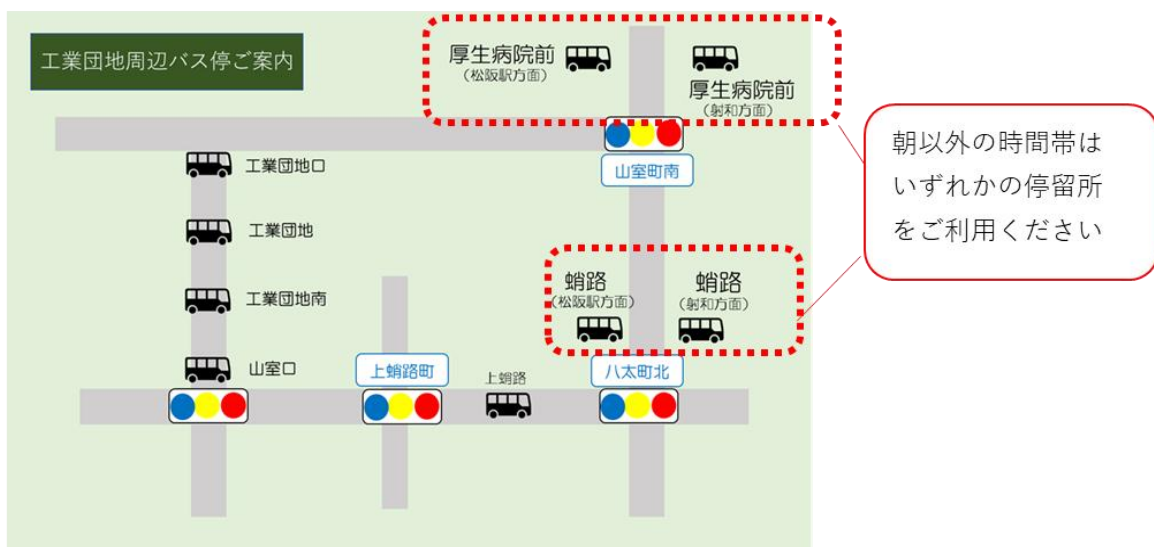 工業団地周辺バス停ご案内
厚生病院前
(松阪駅方面)
厚生病院前
(射和方面)
山室町南
朝以外の時間帯は
いずれかの停留所
をご利用ください
工業団地口
工業団地
工業団地南
山室口
蛸路
(松阪駅方面)
蛸路
(射和方面)
上蛸路町
上蛸路
八太町北